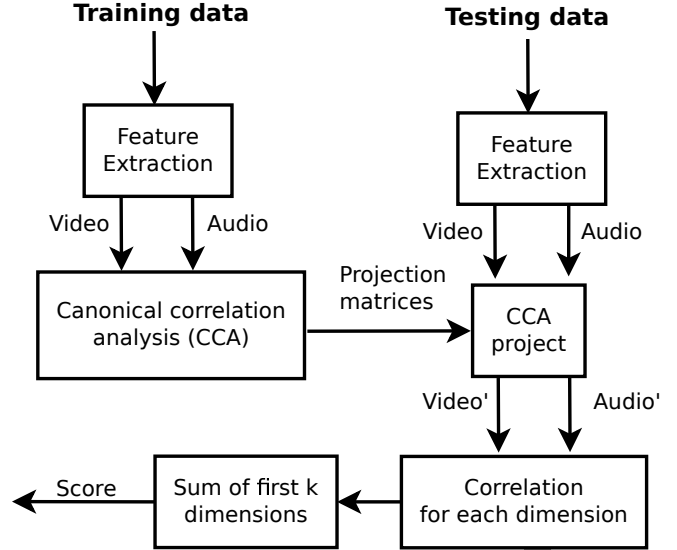 Training data
Testing data
Feature
Extraction
Feature
Extraction
Video
Audio
Video
Audio
Canonical correlation
analysis (CCA)
Projection
matrices
CCA
project
Video'
Audio'
Score
Sum of first k
dimensions
Correlation
for each dimension